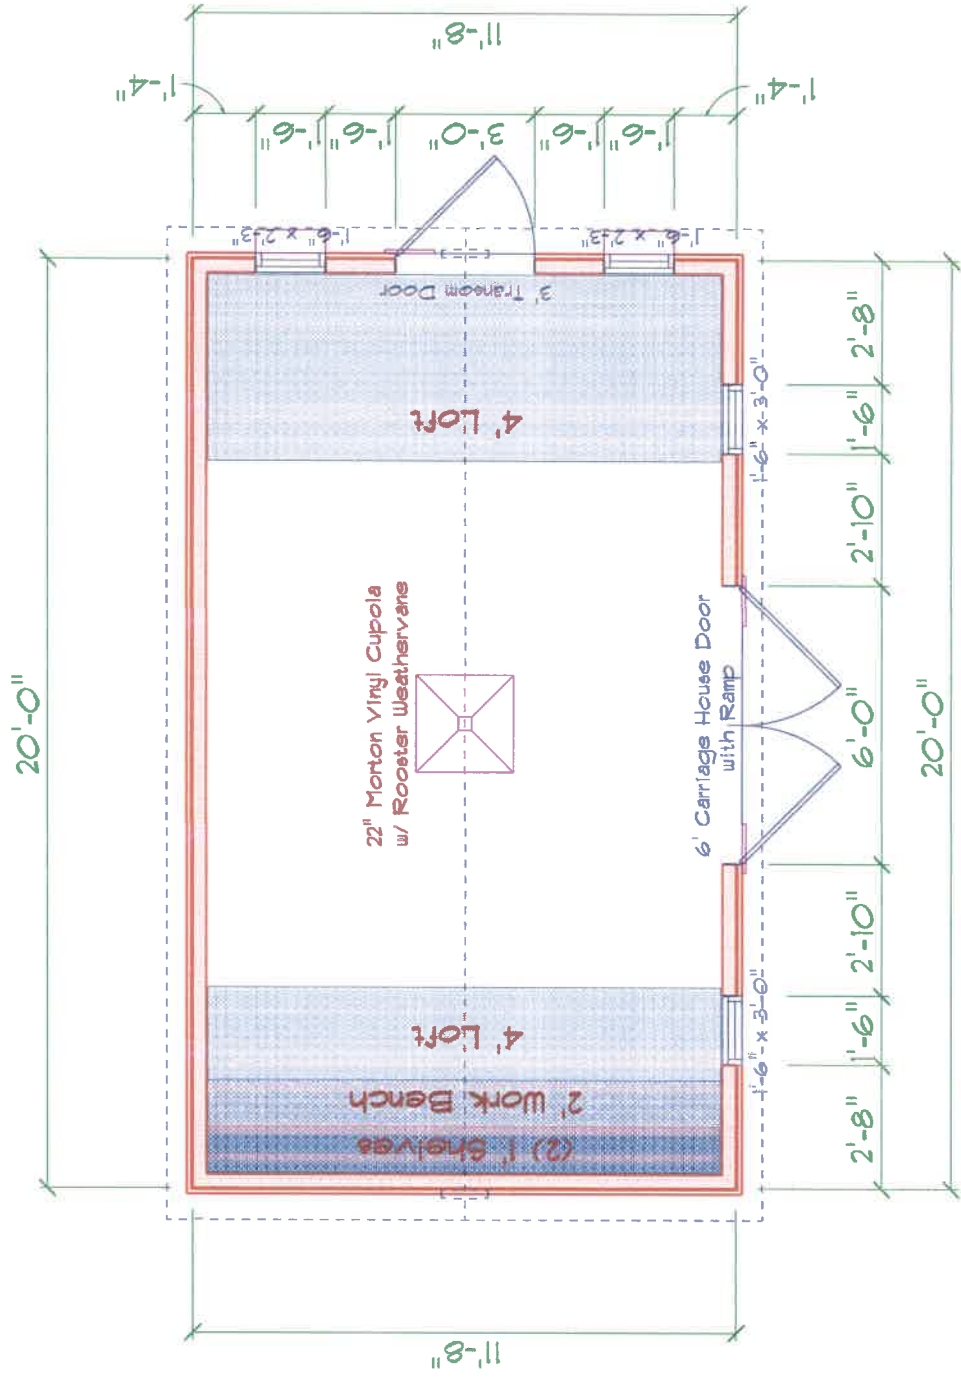 11'-8"
1'-4"
1'-4"
1'-6"
1'-6"
3'-0"
1'-6"
1'-6"
1'-6" x 2'-3"
1'-6" x 2'-3"
3' Transom Door
20'-0"
4' Loft
2'-8"
1'-6"
1'-6" x 3'-0"
2'-10"
22" Morton Vinyl Cupola
w/ Rooster Weathervane
6' Carriage House Door
with Ramp
6'-0"
20'-0"
2'-10"
4' Loft
1'-6" x 3'-0"
1'-6"
2' Work Bench
(2) 1' Shelves
2'-8"
11'-8"